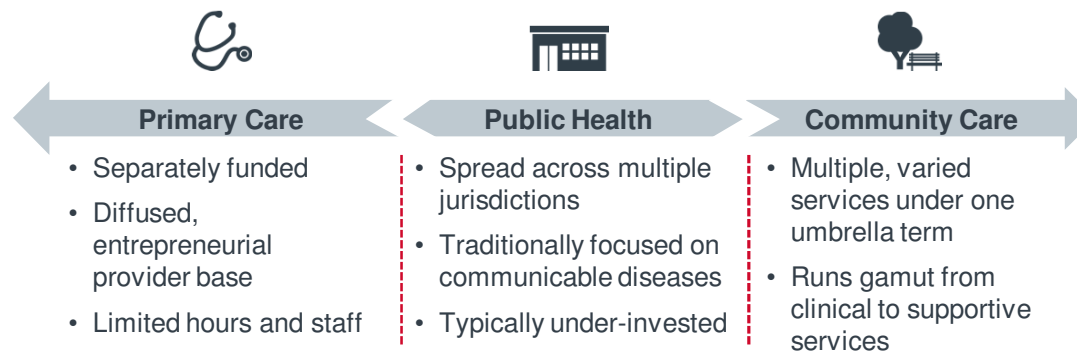 Primary Care
• Separately funded
• Diffused,
entrepreneurial
provider base
• Limited hours and staff
Public Health
• Spread across multiple
jurisdictions
• Traditionally focused on
communicable diseases
• Typically under-invested
Community Care
• Multiple, varied
services under one
umbrella term
• Runs gamut from
clinical to supportive
services